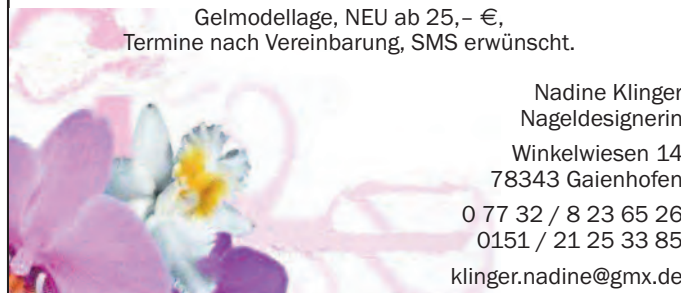 Gelmodellage, NEU ab 25,– €,
Termine nach Vereinbarung, SMS erwünscht.
Nadine Klinger
Nageldesignerin
Winkelwiesen 14
78343 Gaienhofen
0 77 32 / 8 23 65 26
0151 / 21 25 33 85
klinger.nadine@gmx.de